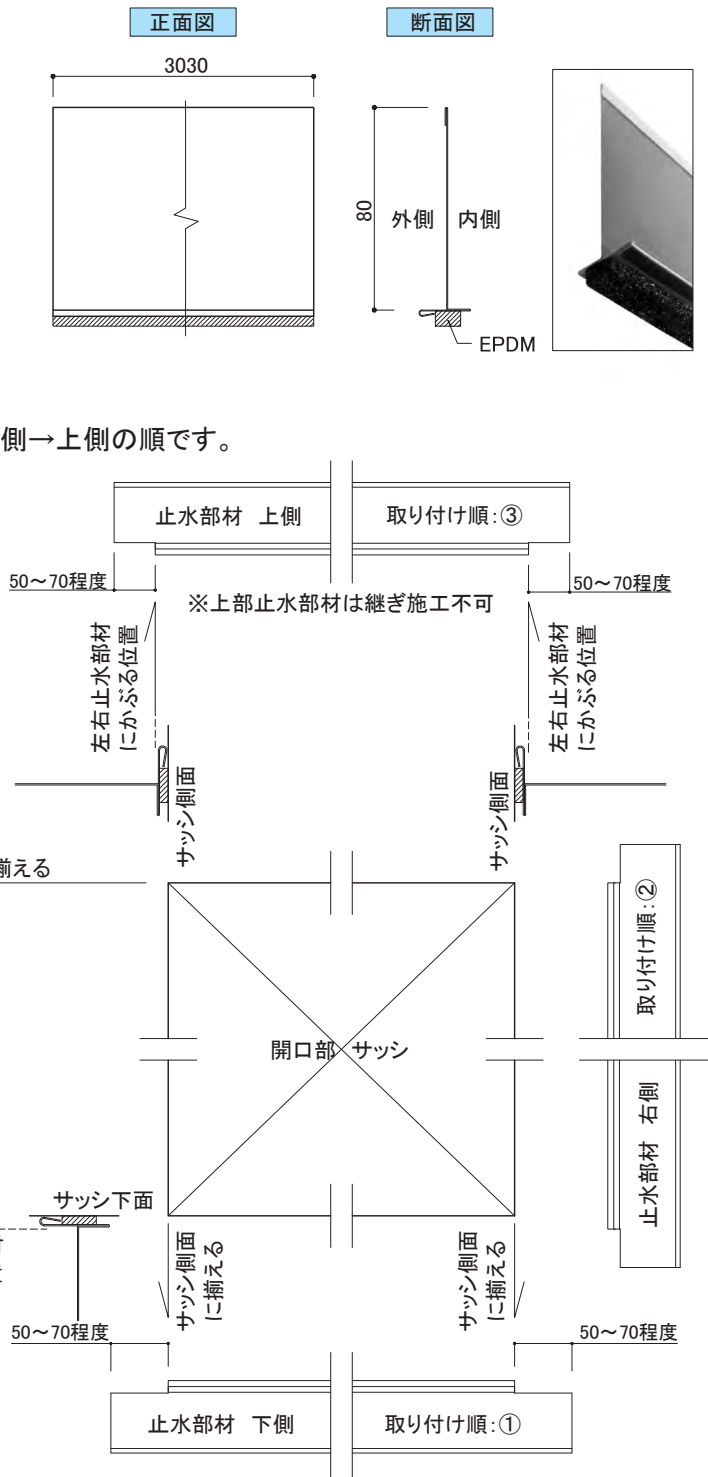 正面図
断面図
3030
80
外側
内側
EPDM
側→上側の順です。
止水部材 上側
取り付け順:③
50～70程度
50～70程度
※上部止水部材は継ぎ施工不可
左右止水部材
にかぶる位置
左右止水部材
にかぶる位置
サッシ側面
サッシ側面
揃える
取り付け順:②
開口部
サッシ
止水部材 右側
サッシ下面
サッシ側面
に揃える
サッシ側面
に揃える
50～70程度
50～70程度
止水部材 下側
取り付け順:①